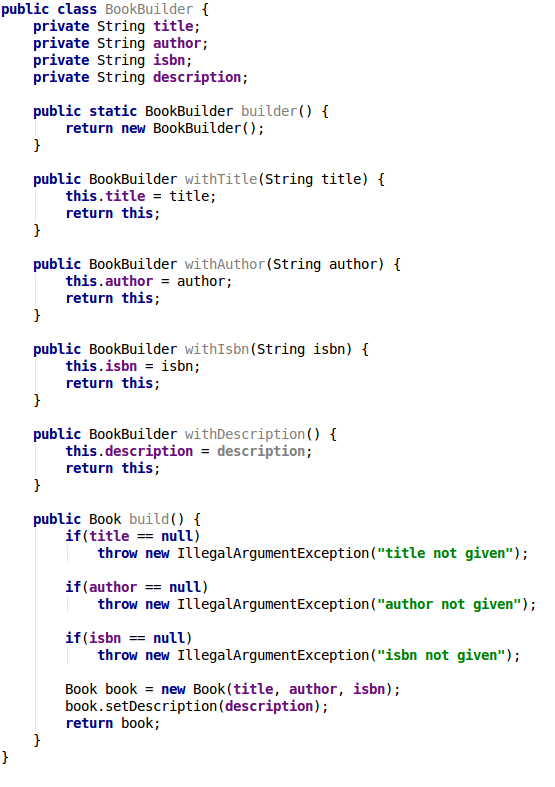 public class BookBuilder {
    private String title;
    private String author;
    private String isbn;
    private String description;

    public static BookBuilder builder() {
        return new BookBuilder();
    }

    public BookBuilder withTitle(String title) {
        this.title = title;
        return this;
    }

    public BookBuilder withAuthor(String author) {
        this.author = author;
        return this;
    }

    public BookBuilder withIsbn(String isbn) {
        this.isbn = isbn;
        return this;
    }

    public BookBuilder withDescription() {
        this.description = description;
        return this;
    }

    public Book build() {
        if(title == null)
            throw new IllegalArgumentException("title not given");

        if(author == null)
            throw new IllegalArgumentException("author not given");

        if(isbn == null)
            throw new IllegalArgumentException("isbn not given");

        Book book = new Book(title, author, isbn);
        book.setDescription(description);
        return book;
    }
}